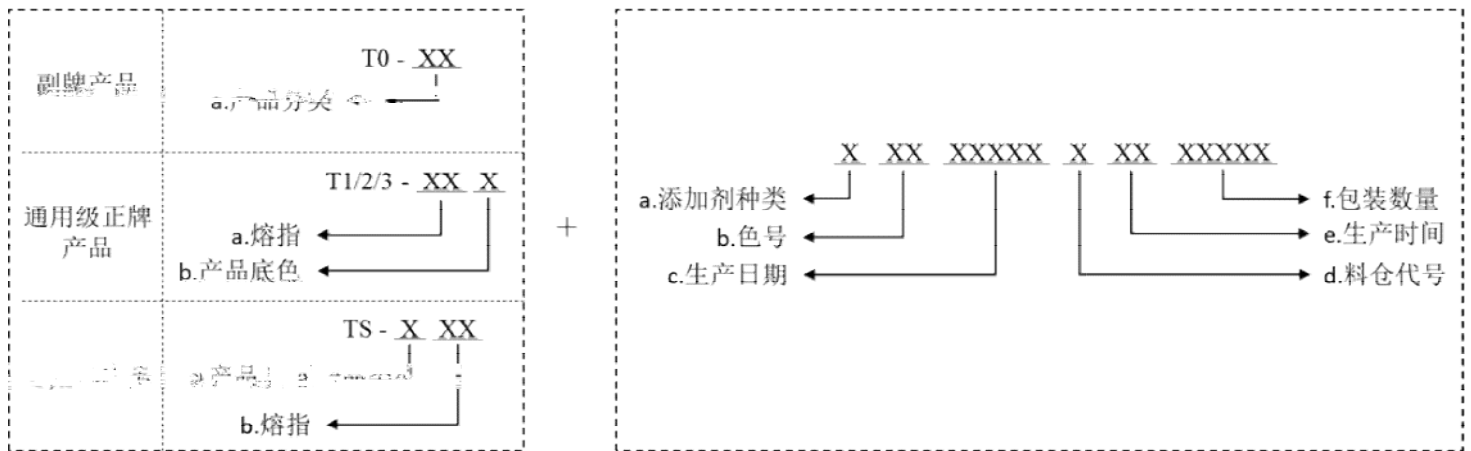 T0 - XX
副牌产品
a.产品分类
T1/2/3 - XX X
通用级正牌
产品
a.熔指
b.产品底色
TS - X XX
b.熔指
+
X XX XXXXX X XX XXXXX
a.添加剂种类
b.色号
c.生产日期
f.包装数量
e.生产时间
d.料仓代号